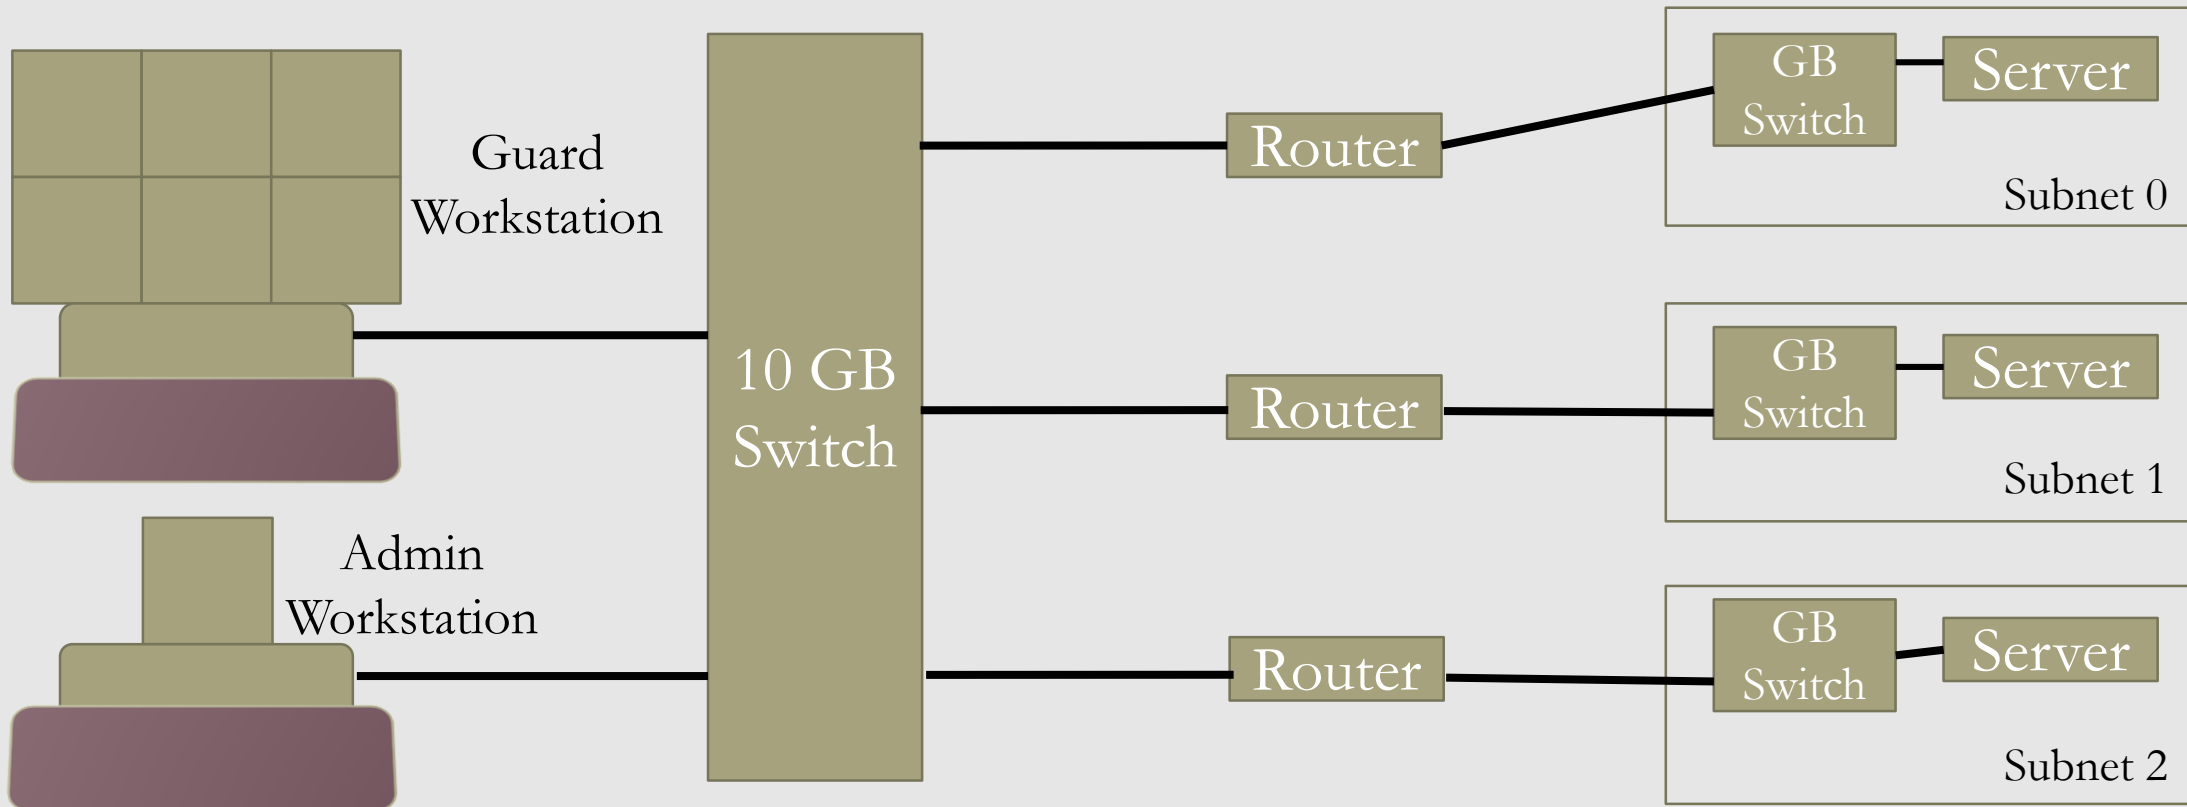 Guard
Workstation
Admin
Workstation
10 GB
Switch
Router
GB
Switch
Server
Subnet 0
Router
GB
Switch
Server
Subnet 1
Router
GB
Switch
Server
Subnet 2